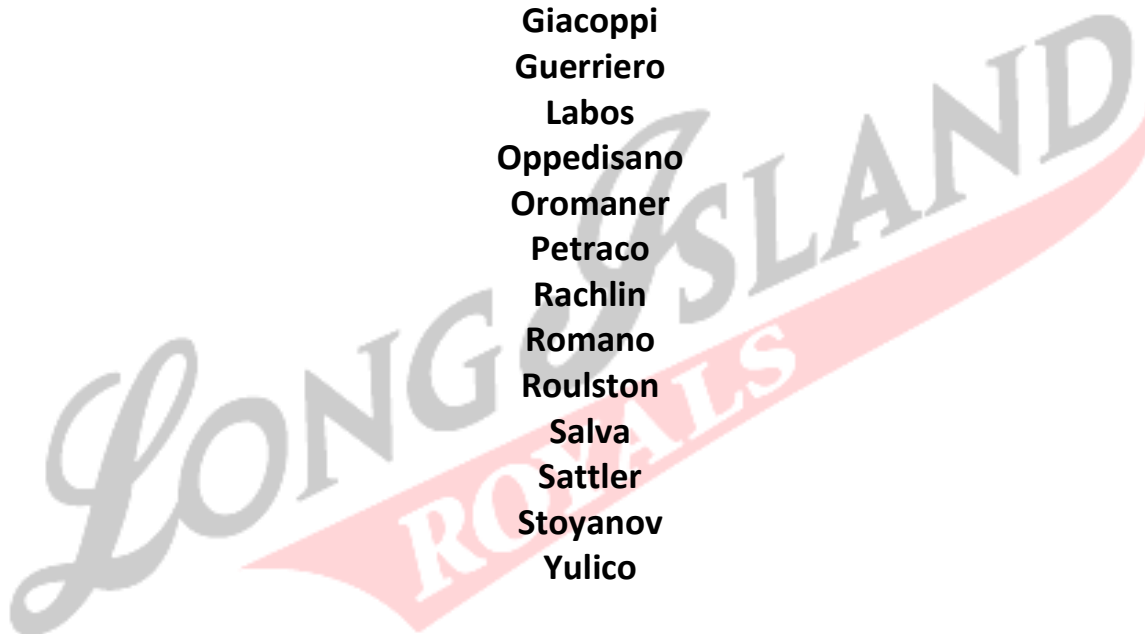 Giacoppi
Guerriero
Labos
Oppedisano
Oromaner
Petraco
Rachlin
Romano
Roulston
Salva
Sattler
Stoyanov
Yulico
LONG ISLAND
ROYALS